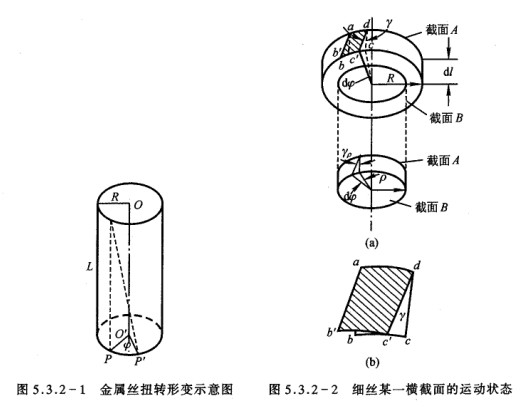 R
O
L
O'
φ
P
P'
图 5.3.2-1 金属丝扭转形变示意图
a
d
γ
截面A
b'
b
c'
c
dφ
R
dl
截面B
γρ
截面A
ρ
dφ
截面B
(a)
a
d
γ
b'
b
c'
c
(b)
图 5.3.2-2 细丝某一横截面的运动状态